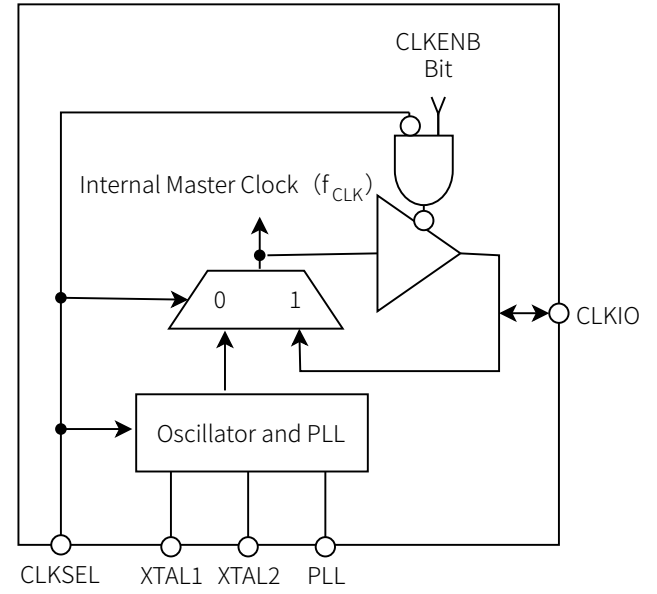 CLKENB
Bit
Internal Master Clock（fCLK）
0 1
CLKIO
Oscillator and PLL
CLKSEL XTAL1 XTAL2 PLL